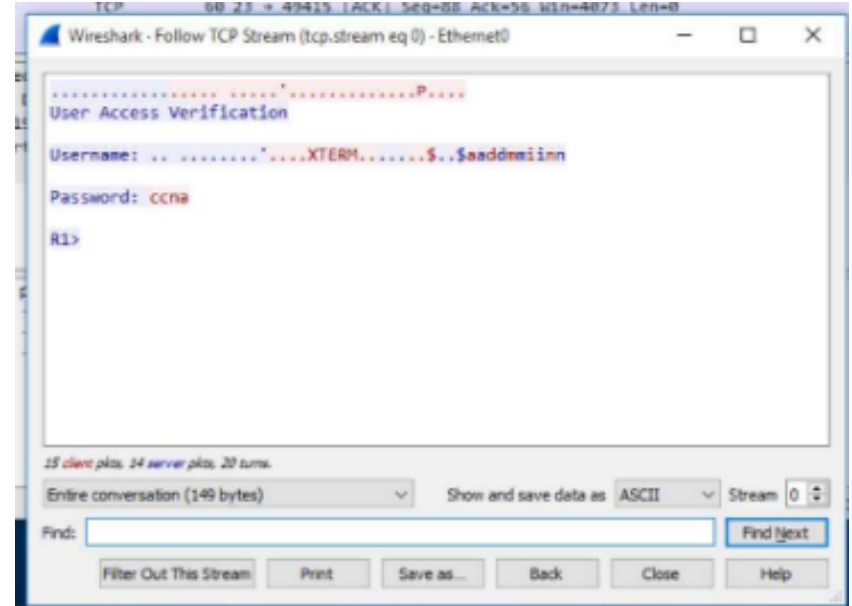 TCP 60 23 → 49415 [ACK] Seq=88 Ack=56 Win=4073 Len=0
Wireshark · Follow TCP Stream (tcp.stream eq 0) · Ethernet0
................. .....'.............P....
User Access Verification
Username: .. ........'....XTERM.......$..$aaddmmiinn
Password: ccna
R1>
15 client pkts, 14 server pkts, 20 turns.
Entire conversation (149 bytes)
Show and save data as ASCII
Stream 0
Find:
Find Next
Filter Out This Stream
Print
Save as...
Back
Close
Help